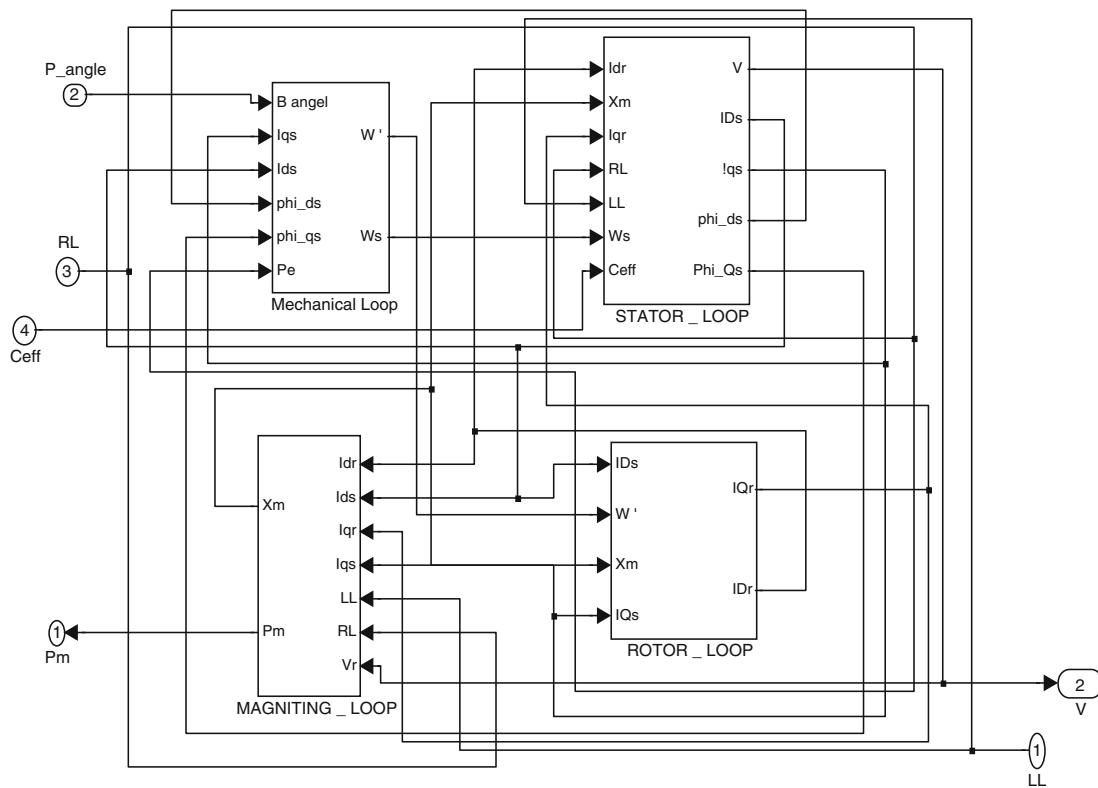 P_angle
2
RL
3
4
Ceff
B angel
Iqs
Ids
phi_ds
phi_qs
Pe
W '
Ws
Mechanical Loop
Idr
Xm
Iqr
RL
LL
Ws
Ceff
V
IDs
!qs
phi_ds
Phi_Qs
STATOR _ LOOP
Xm
Pm
Idr
Ids
Iqr
Iqs
LL
RL
Vr
MAGNITING _ LOOP
1
Pm
IDs
W '
Xm
IQs
IQr
IDr
ROTOR _ LOOP
2
V
1
LL